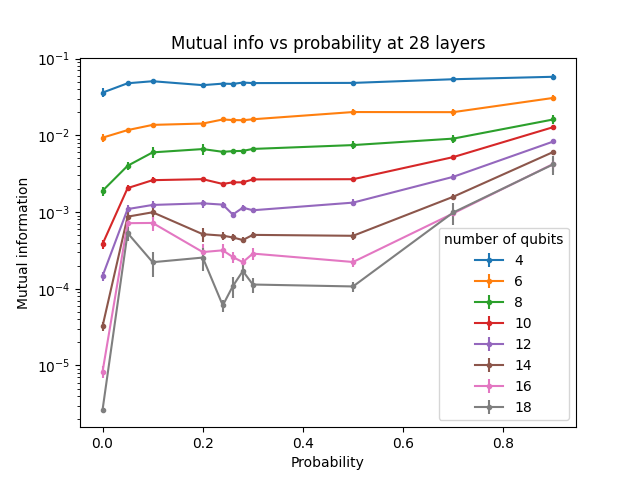 Mutual info vs probability at 28 layers
Mutual information
10⁻¹
10⁻²
10⁻³
10⁻⁴
10⁻⁵
0.0 0.2 0.4 0.6 0.8
Probability
number of qubits
4
6
8
10
12
14
16
18